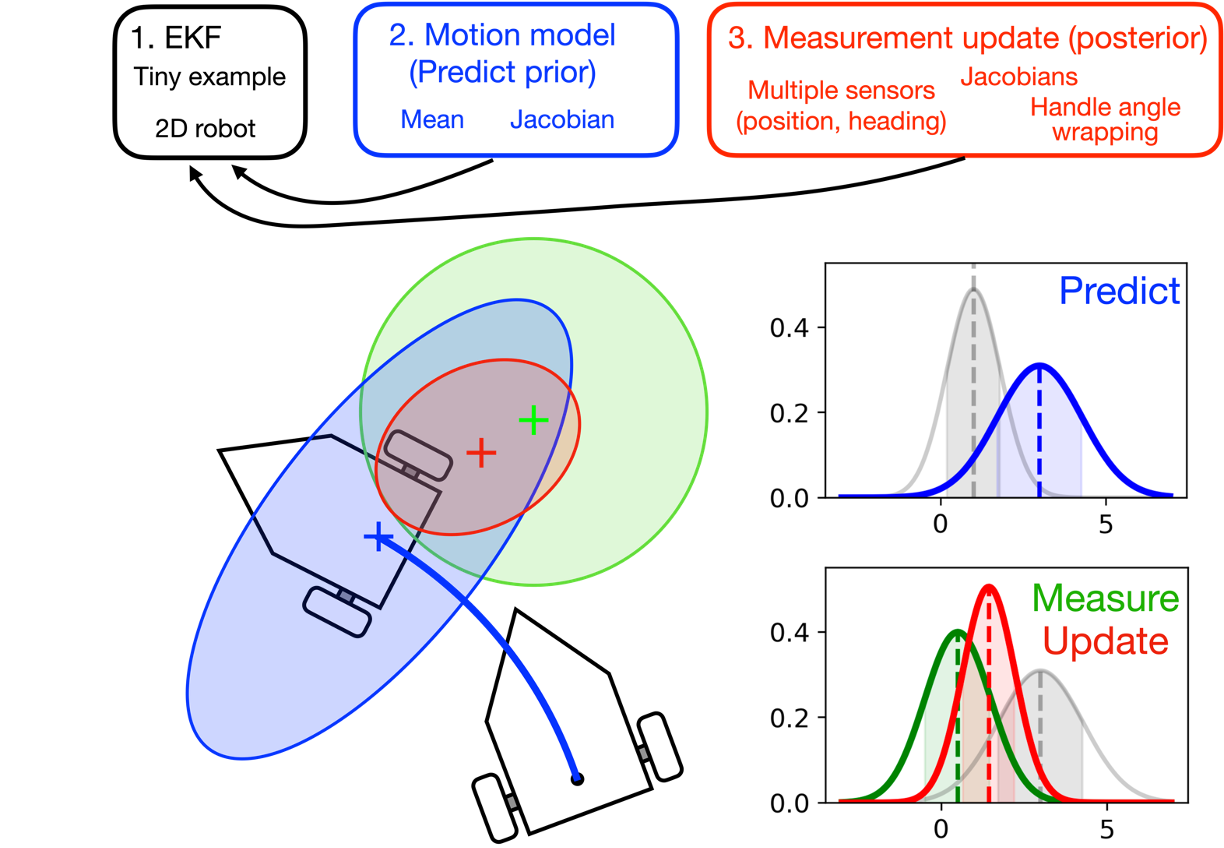 1. EKF
Tiny example
2D robot
2. Motion model
(Predict prior)
Mean
Jacobian
3. Measurement update (posterior)
Multiple sensors
(position, heading)
Jacobians
Handle angle
wrapping
Predict
0.4
0.2
0.0
0
5
Measure
Update
0.4
0.2
0.0
0
5